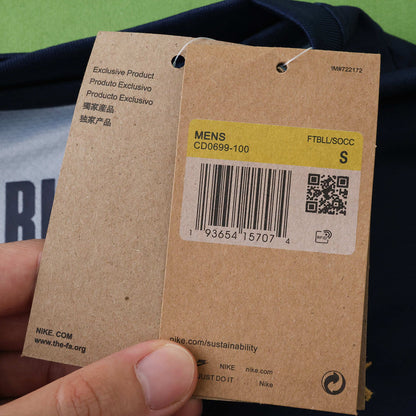 Exclusive Product
Produto Exclusivo
Producto Exclusivo
獨家產品
独家产品
NIKE.COM
www.the-fa.org
1M9722172
MENS
FTBLL/SOCC
CD0699-100
S
1 93654 15707 4
nike.com/sustainability
NIKE nike.com
JUST DO IT Nike